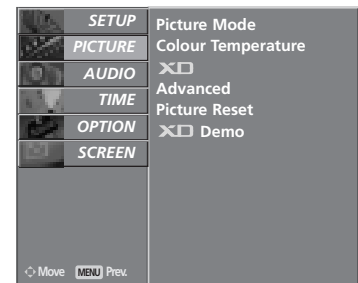 SETUP
PICTURE
AUDIO
TIME
OPTION
SCREEN
Move MENU Prev.
Picture Mode
Colour Temperature
XD
Advanced
Picture Reset
XD Demo